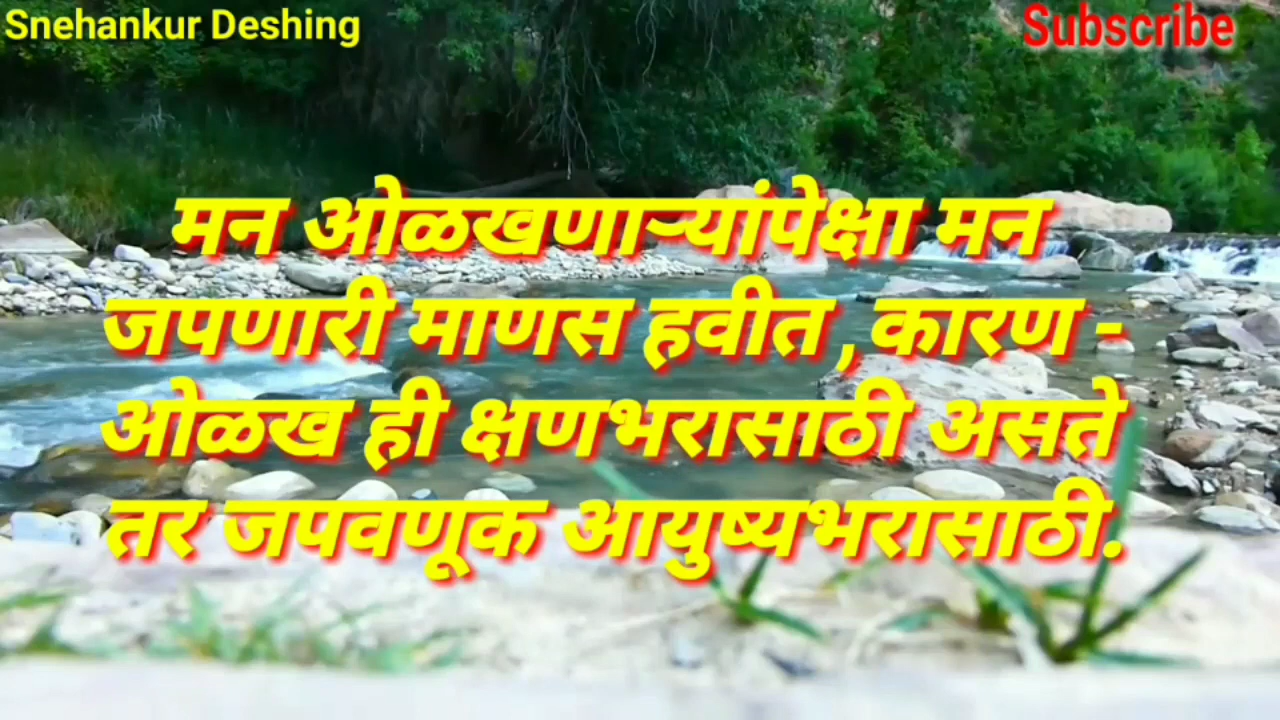 Snehankur Deshing
Subscribe
मन ओळखणाऱ्यांपेक्षा मन
जपणारी माणस हवीत ,कारण -
ओळख ही क्षणभरासाठी असते
तर जपवणूक आयुष्यभरासाठी.